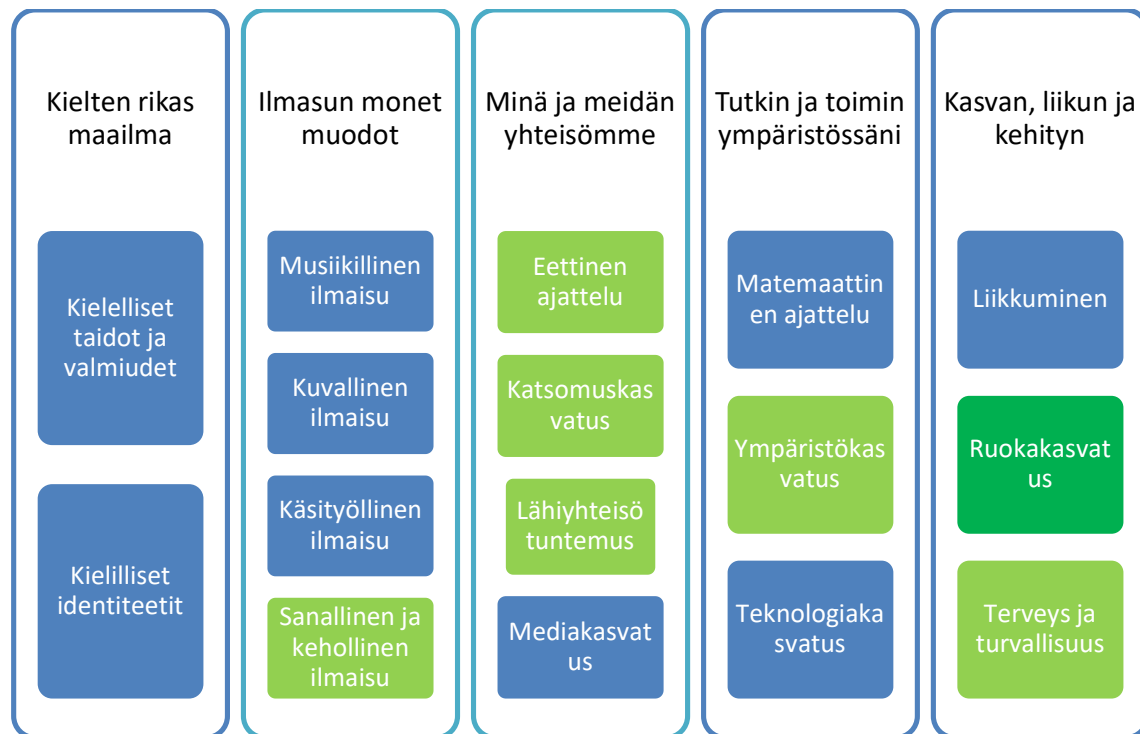 Kielten rikas
maailma
Kielelliset
taidot ja
valmiudet
Kielilliset
identiteetit
Ilmasun monet
muodot
Musiikillinen
ilmaisu
Kuvallinen
ilmaisu
Käsityöllinen
ilmaisu
Sanallinen ja
kehollinen
ilmaisu
Minä ja meidän
yhteisömme
Eettinen
ajattelu
Katsomuskas
vatus
Lähiyhteisö
tuntemus
Mediakasvat
us
Tutkin ja toimin
ympäristössäni
Matemaattin
en ajattelu
Ympäristökas
vatus
Teknologiaka
svatus
Kasvan, liikun ja
kehityn
Liikkuminen
Ruokakasvat
us
Terveys ja
turvallisuus